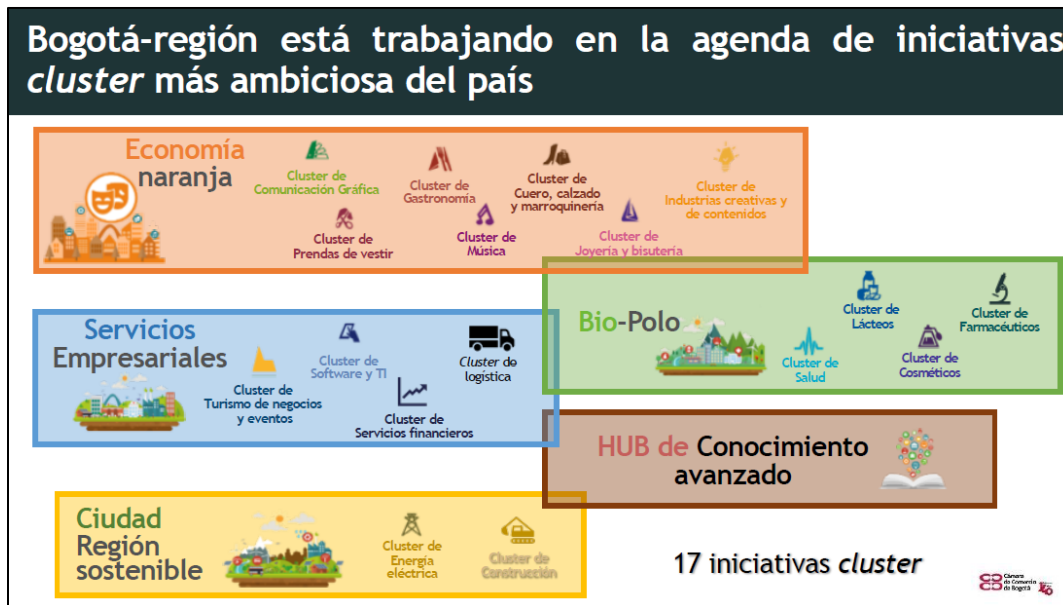 Bogotá-región está trabajando en la agenda de iniciativas
cluster más ambiciosa del país
Economía
naranja
Cluster de
Comunicación Gráfica
Cluster de
Gastronomía
Cluster de
Cuero, calzado
y marroquinería
Cluster de
Industrias creativas y
de contenidos
Cluster de
Prendas de vestir
Cluster de
Música
Cluster de
Joyería y bisutería
Servicios
Empresariales
Cluster de
Software y TI
Cluster de
logística
Cluster de
Turismo de negocios
y eventos
Cluster de
Servicios financieros
Bio-Polo
Cluster de
Lácteos
Cluster de
Farmacéuticos
Cluster de
Salud
Cluster de
Cosméticos
HUB de Conocimiento
avanzado
Ciudad
Región
sostenible
Cluster de
Energía
eléctrica
Cluster de
Construcción
17 iniciativas cluster
Cámara
de Comercio
de Bogotá